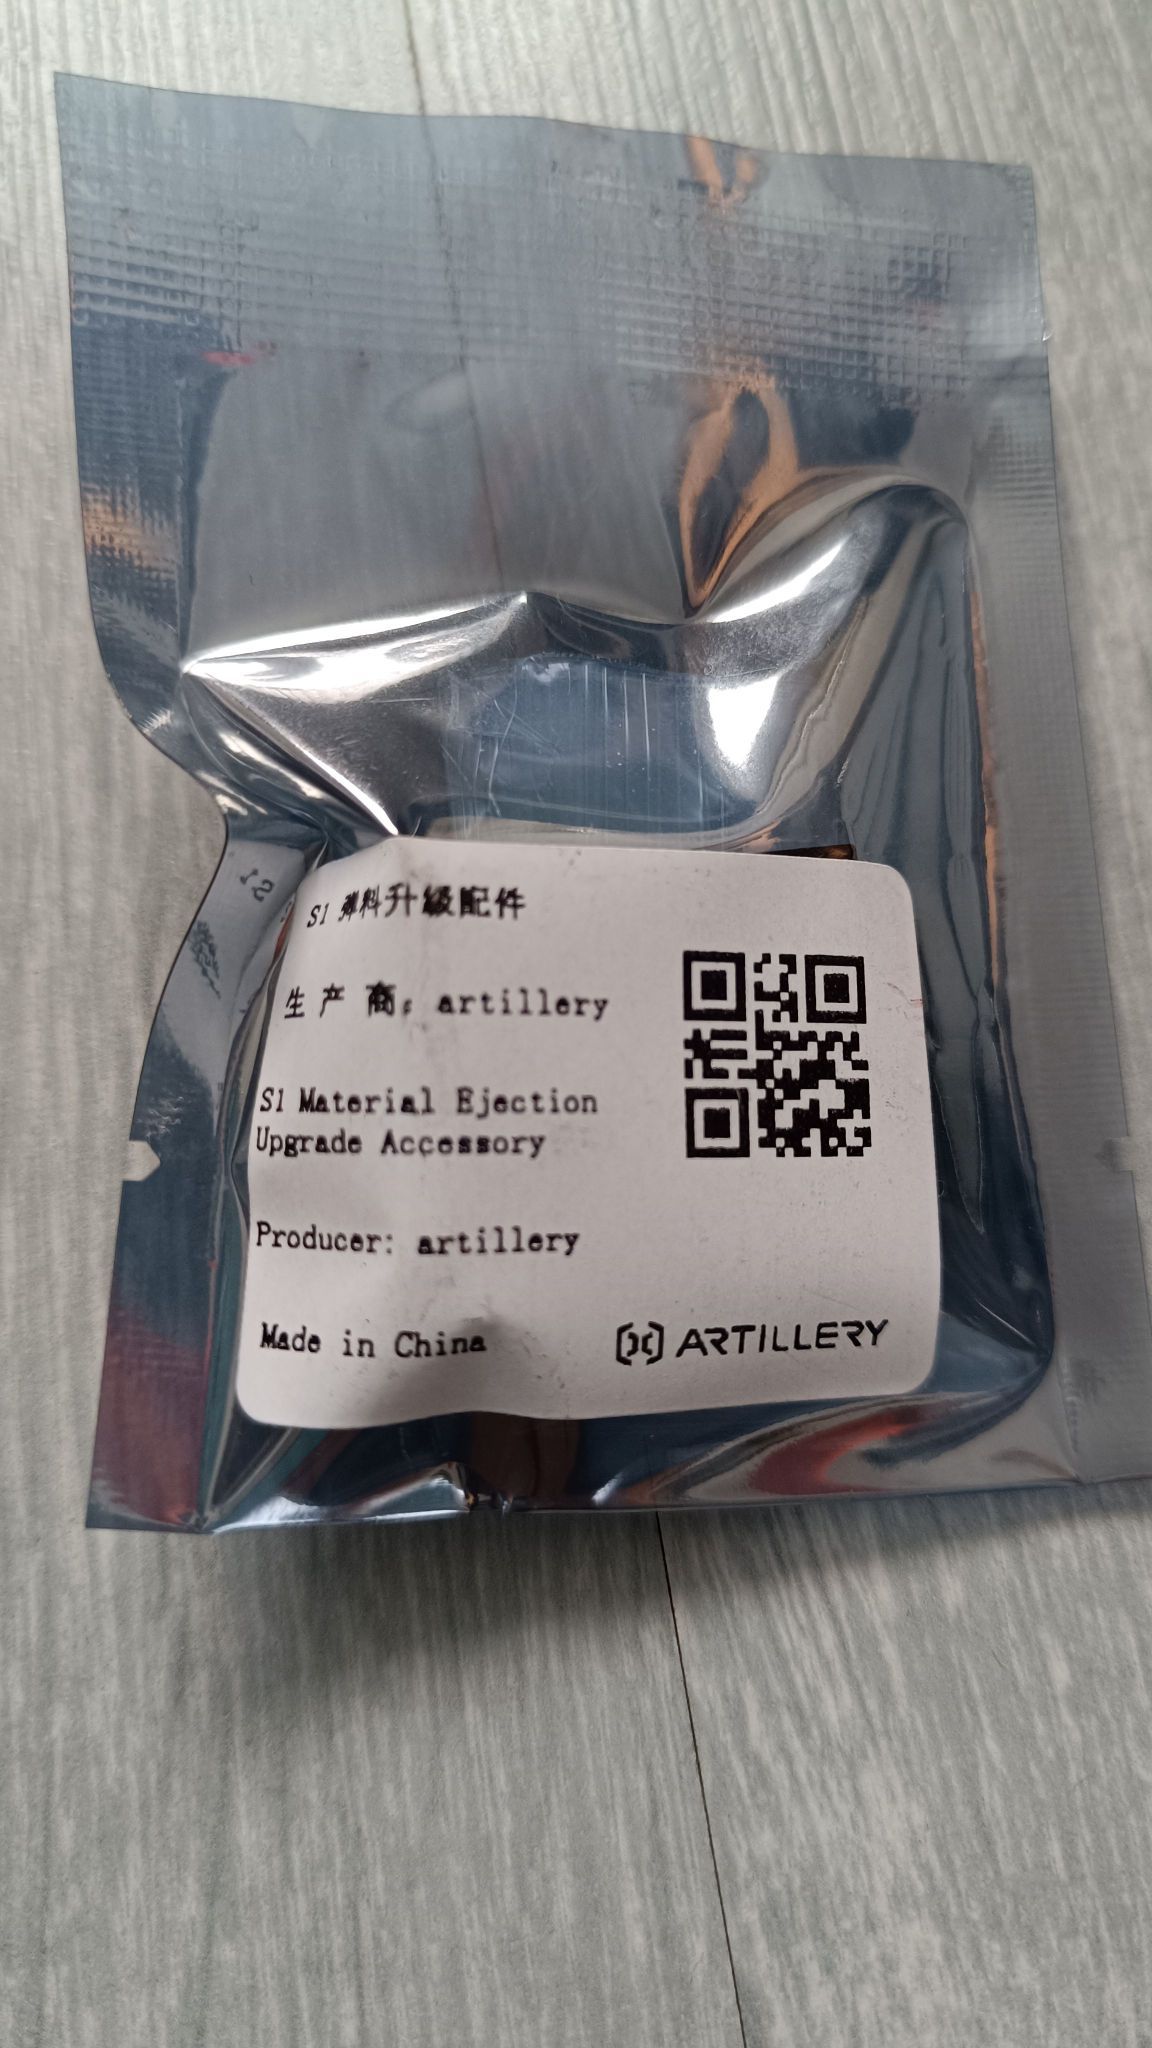 S1 弹料升级配件
生 产 商: artillery
S1 Material Ejection
Upgrade Accessory
Producer: artillery
Made in China
ARTILLERY